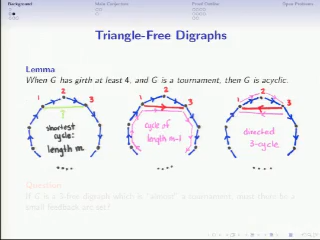 Background
Main Conjecture
Proof Tidbits
Open Problems
Triangle-Free Digraphs
Lemma
When G has girth at least 4, and G is a tournament, then G is acyclic.
1 2 3
?
shortest
cycle:
length m
1 2 3
cycle of
length m-1
1 2 3
directed
3-cycle
Question
If G is a 3-free digraph which is "almost" a tournament, must there be a
small feedback arc set?